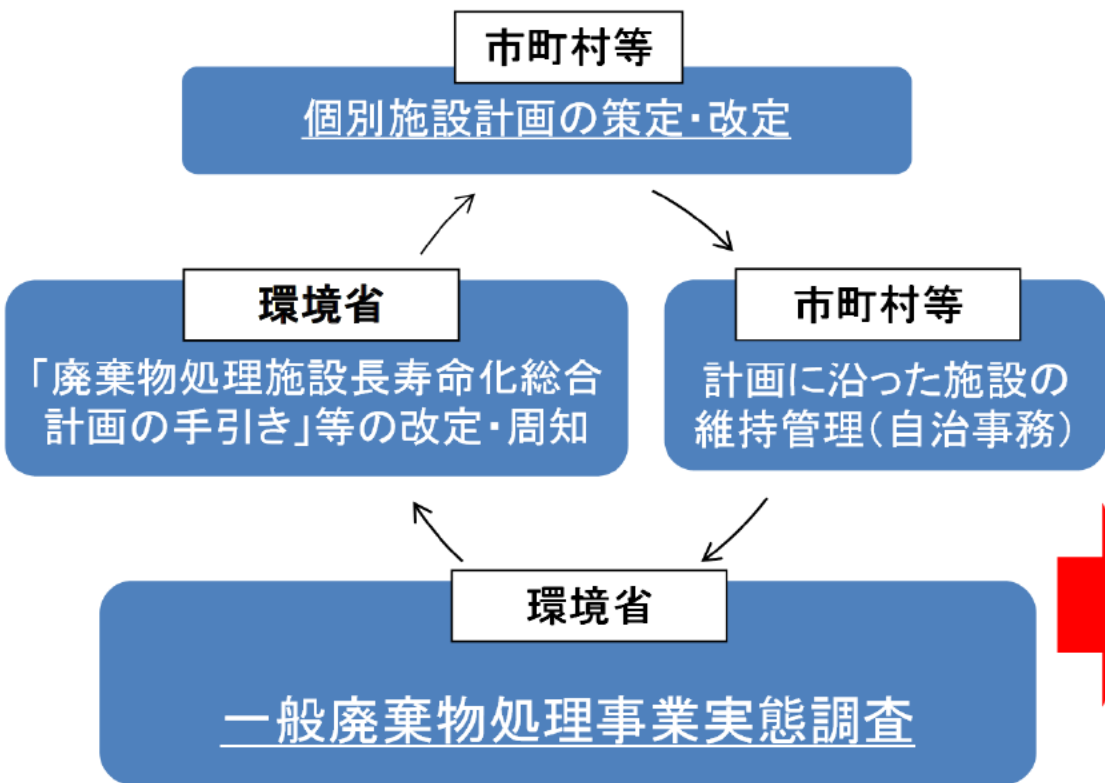 市町村等
個別施設計画の策定・改定
環境省
「廃棄物処理施設長寿命化総合
計画の手引き」等の改定・周知
市町村等
計画に沿った施設の
維持管理(自治事務)
環境省
一般廃棄物処理事業実態調査